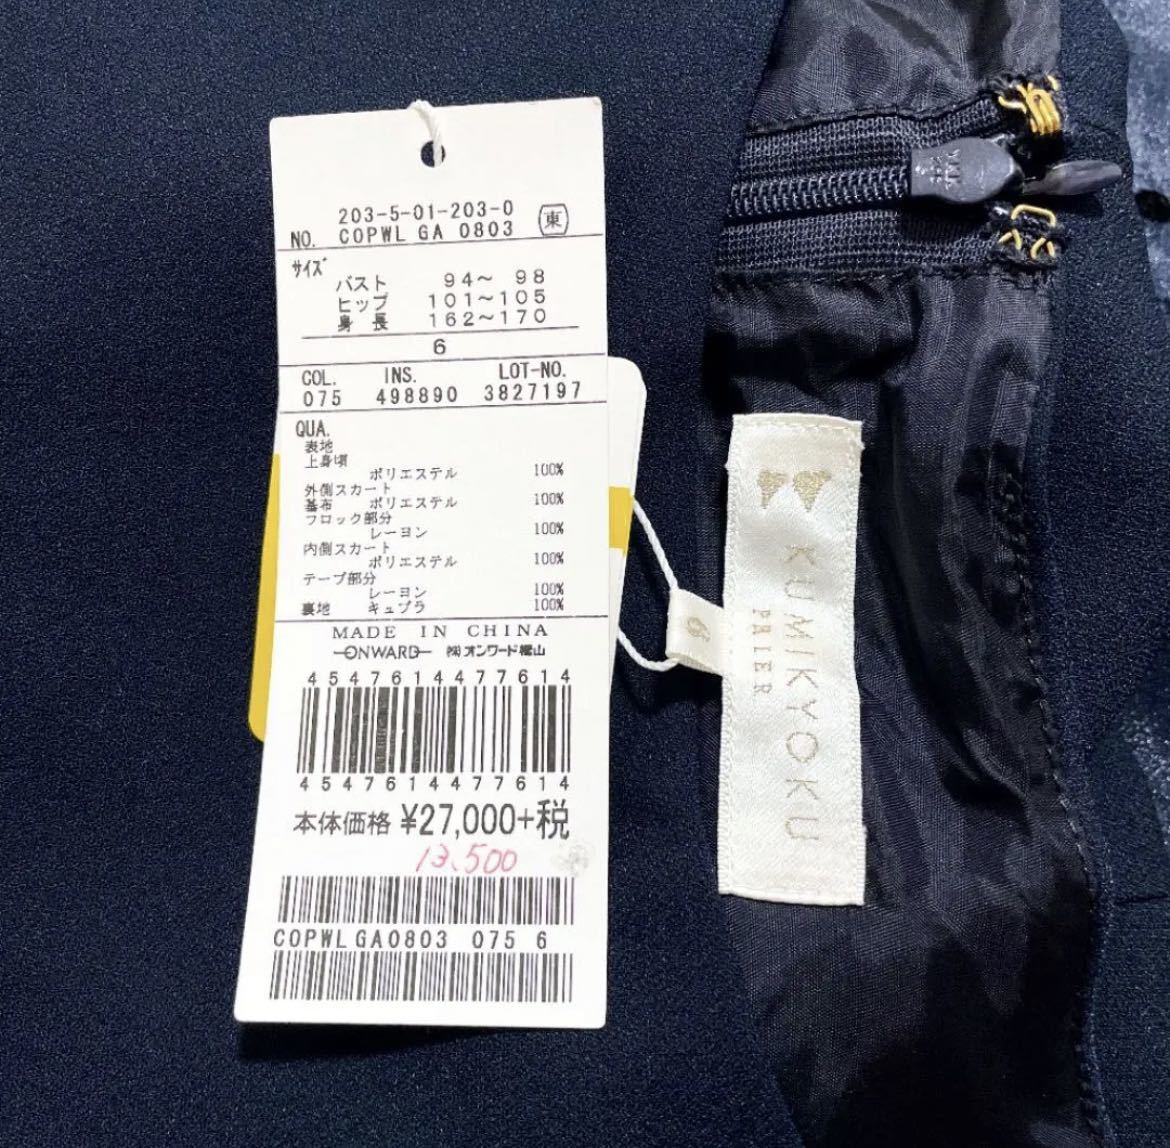 203-5-01-203-0
NO. COPWL GA 0803 東
サイズ
バスト 94～ 98
ヒップ 101～105
身長 162～170
6
COL. INS. LOT-NO.
075 498890 3827197
QUA.
表地
上身頃
ポリエステル 100%
外側スカート
基布 ポリエステル 100%
フロック部分
レーヨン 100%
内側スカート
ポリエステル 100%
テープ部分
レーヨン 100%
裏地 キュプラ 100%
MADE IN CHINA
ONWARD ㈱オンワード樫山
4547614477614
4547614477614
本体価格 ¥27,000+税
13,500
COPWLGA0803 075 6
KUMIKYOKU
PRIER
6
YKK